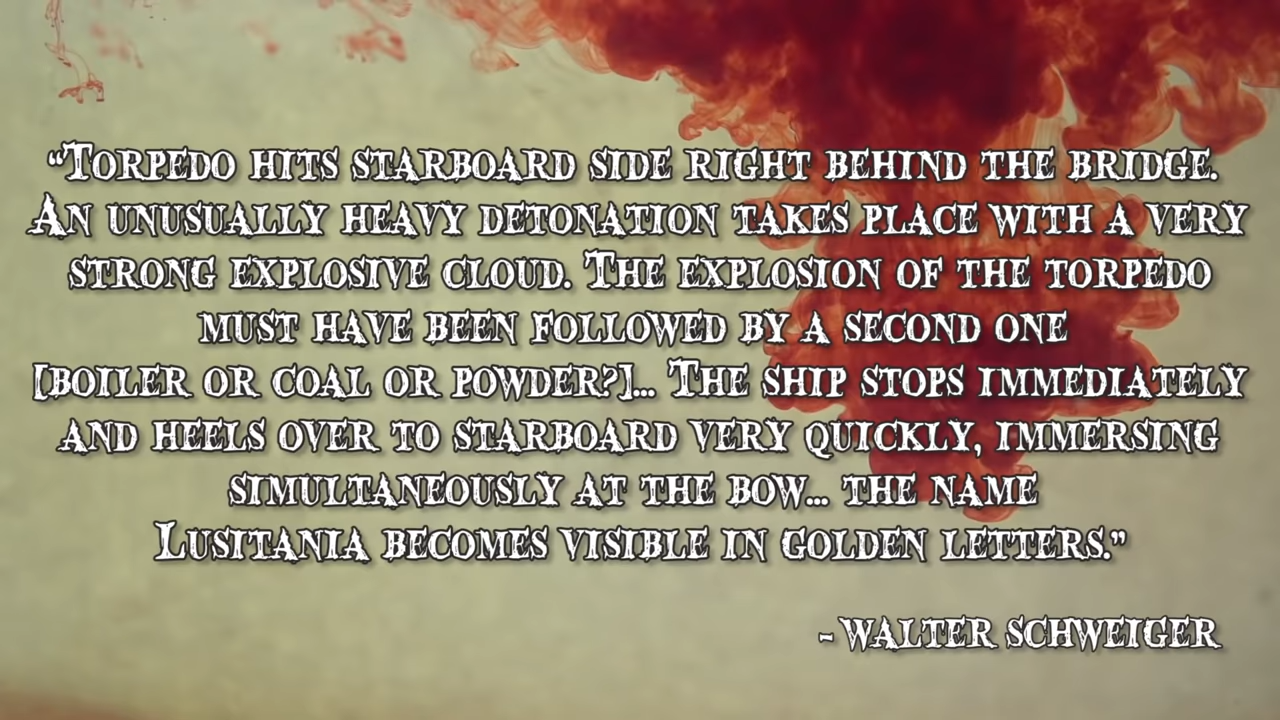 “Torpedo hits starboard side right behind the bridge.
An unusually heavy detonation takes place with a very
strong explosive cloud. The explosion of the torpedo
must have been followed by a second one
[boiler or coal or powder?]... The ship stops immediately
and heels over to starboard very quickly, immersing
simultaneously at the bow... the name
Lusitania becomes visible in golden letters.”
- Walter Schweiger